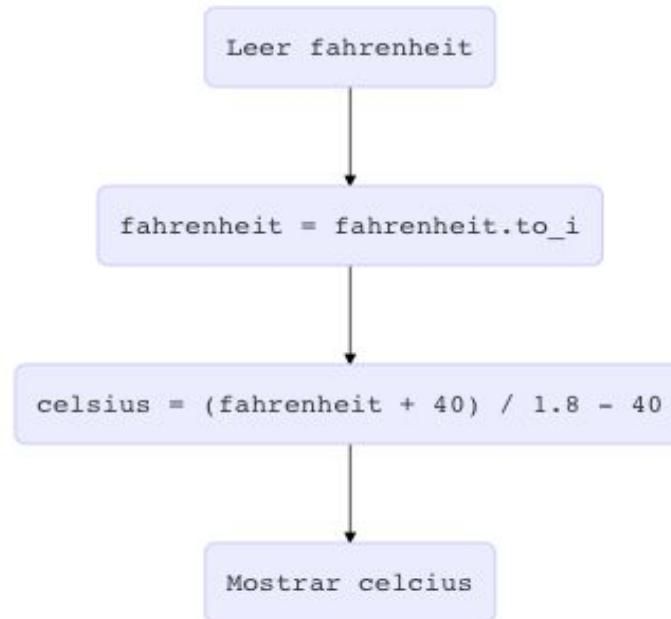 Leer fahrenheit
fahrenheit = fahrenheit.to_i
celsius = (fahrenheit + 40) / 1.8 - 40
Mostrar celcius